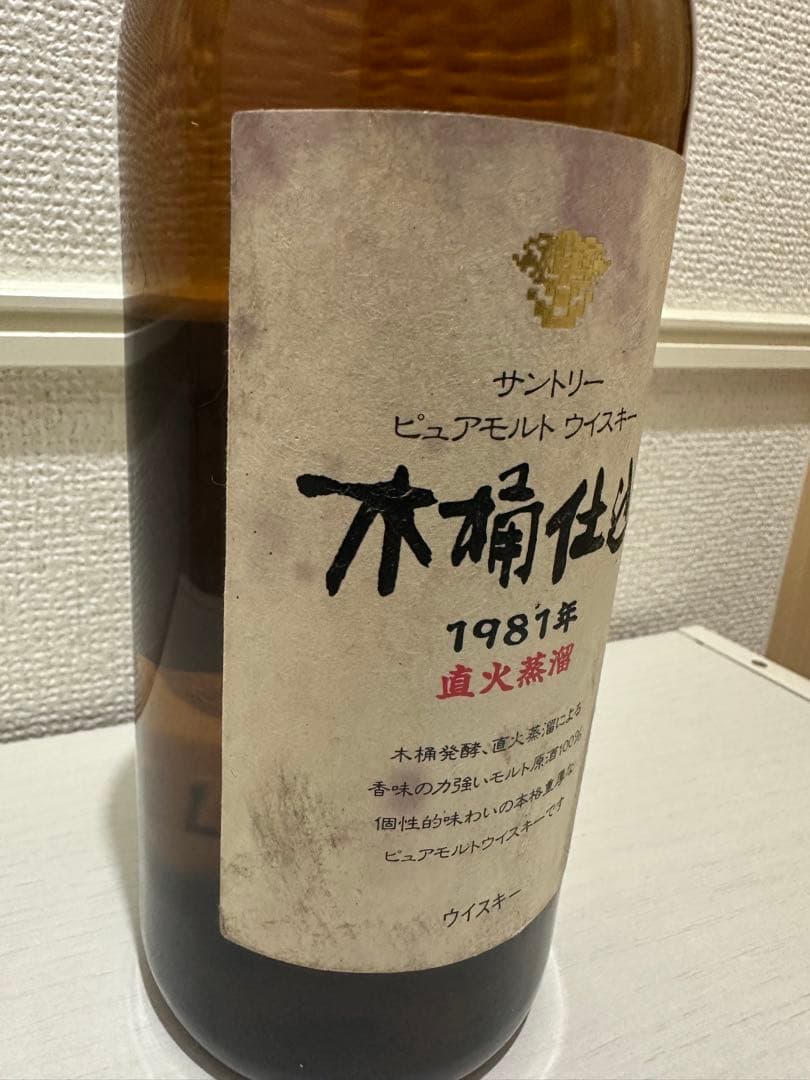 サントリー
ピュアモルト ウイスキー
木桶仕込
1981年
直火蒸溜
木桶発酵、直火蒸溜による
香味の力強いモルト原酒100%
個性的味わいの本格重厚な
ピュアモルトウイスキーです
ウイスキー